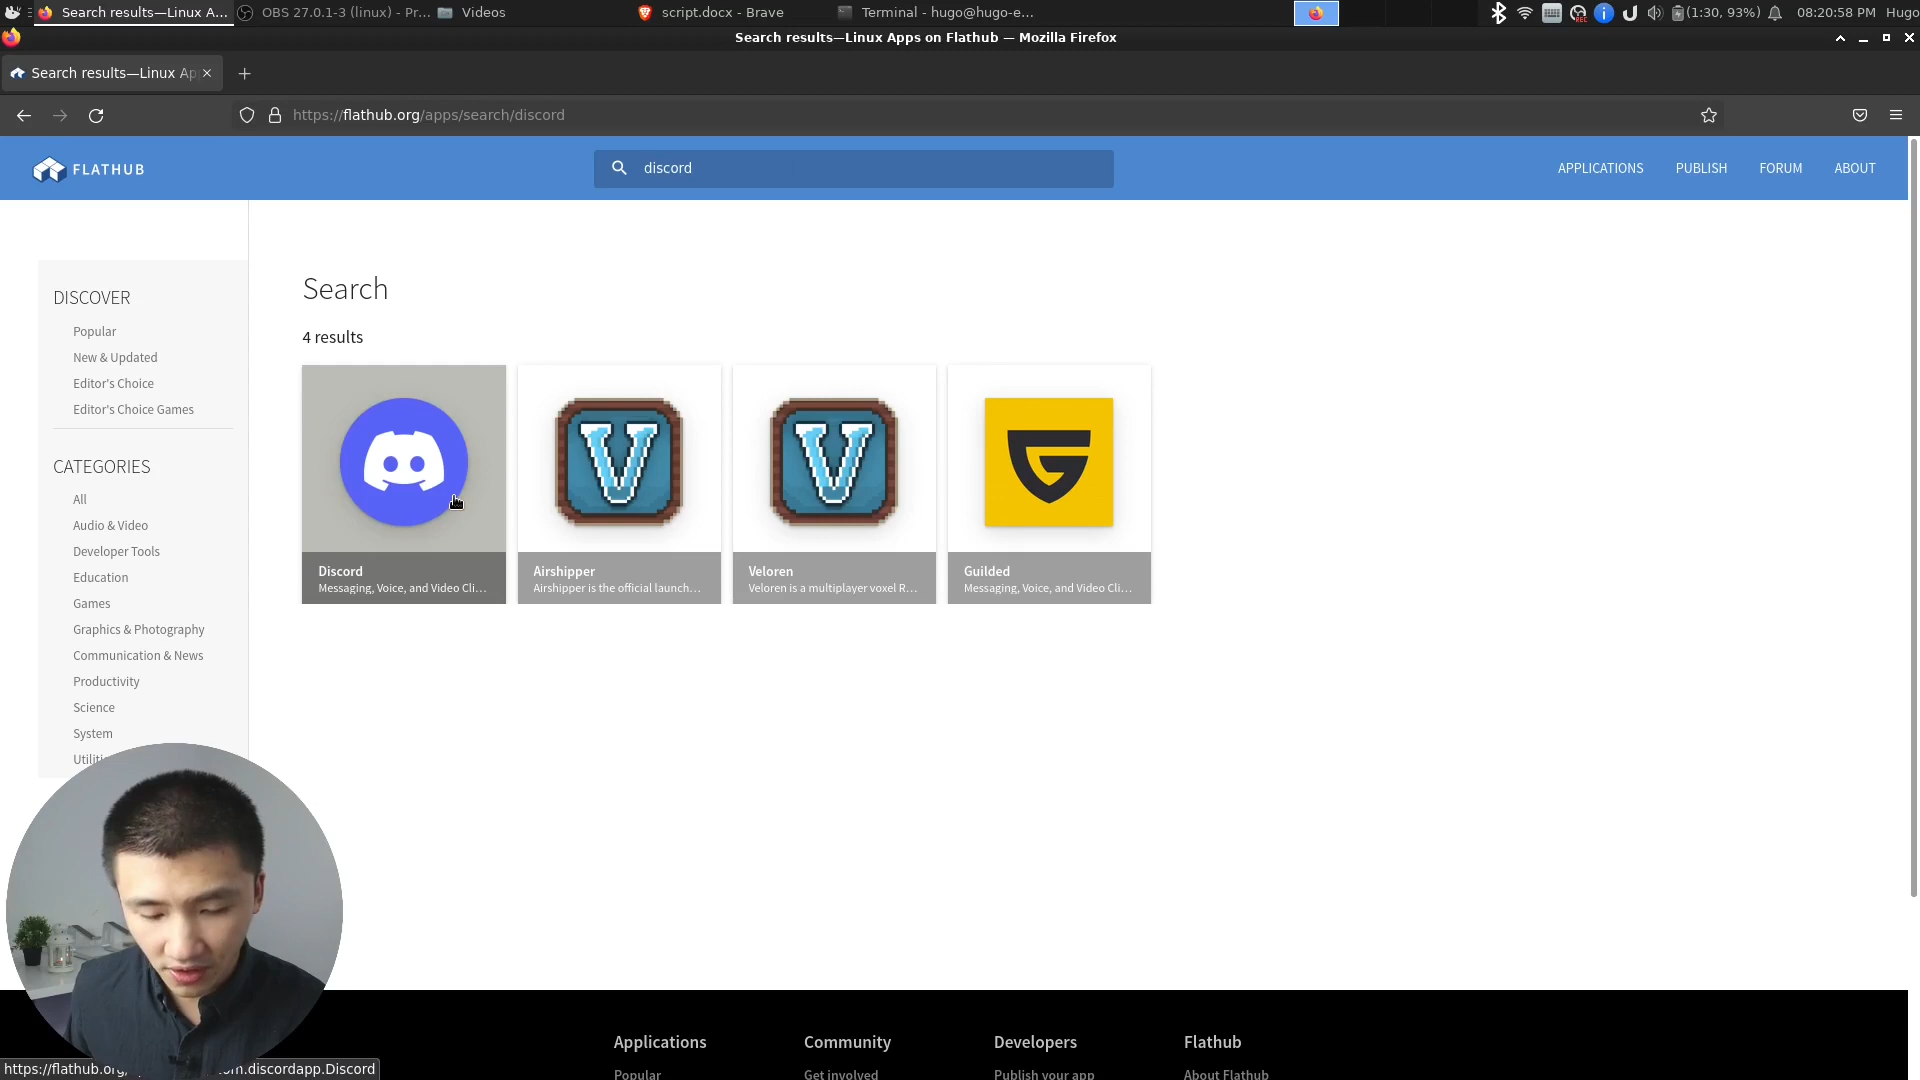 Search results—Linux A...
OBS 27.0.1-3 (linux) - Pr...
Videos
script.docx - Brave
Terminal - hugo@hugo-e...
(1:30, 93%)
08:20:58 PM
Hugo
Search results—Linux Apps on Flathub — Mozilla Firefox
Search results—Linux Ap
https://flathub.org/apps/search/discord
FLATHUB
discord
APPLICATIONS
PUBLISH
FORUM
ABOUT
DISCOVER
Popular
New & Updated
Editor's Choice
Editor's Choice Games
CATEGORIES
All
Audio & Video
Developer Tools
Education
Games
Graphics & Photography
Communication & News
Productivity
Science
System
Search
4 results
Discord
Messaging, Voice, and Video Cli...
Airshipper
Airshipper is the official launch...
Veloren
Veloren is a multiplayer voxel R...
Guilded
Messaging, Voice, and Video Cli...
Applications
Popular
Community
Get involved
Developers
Publish your app
Flathub
About Flathub
https://flathub.org/
om.discordapp.Discord